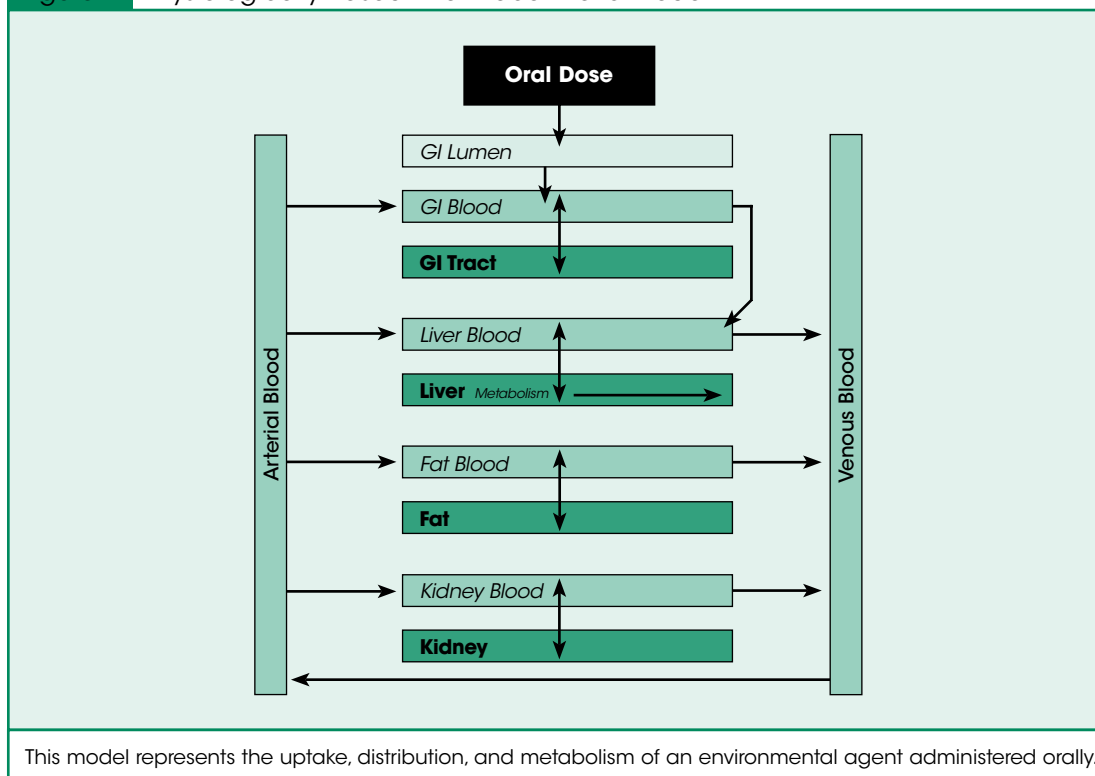 Oral Dose
GI Lumen
GI Blood
GI Tract
Liver Blood
Liver Metabolism
Fat Blood
Fat
Kidney Blood
Kidney
Arterial Blood
Venous Blood
This model represents the uptake, distribution, and metabolism of an environmental agent administered orally.